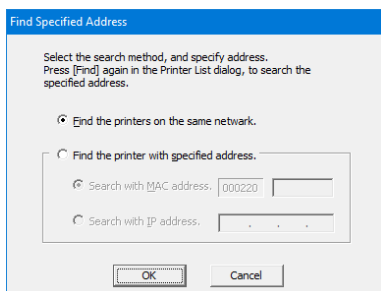 Find Specified Address
Select the search method, and specify address.
Press [Find] again in the Printer List dialog, to search the
specified address.
Find the printers on the same network.
Find the printer with specified address.
Search with MAC address. 000220
Search with IP address. . . .
OK Cancel